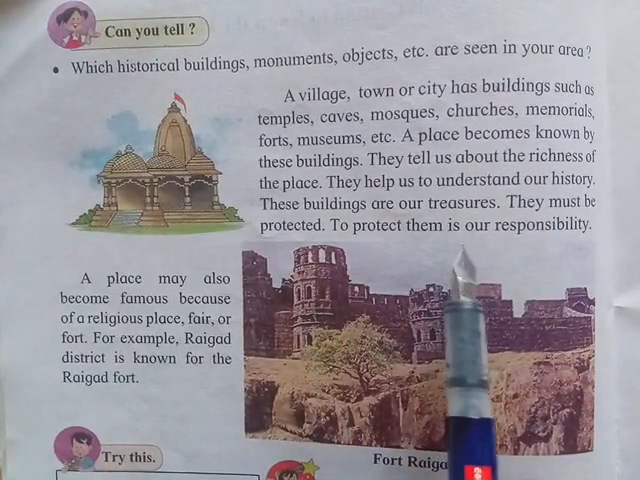 Can you tell ?
• Which historical buildings, monuments, objects, etc. are seen in your area?
A village, town or city has buildings such as
temples, caves, mosques, churches, memorials,
forts, museums, etc. A place becomes known by
these buildings. They tell us about the richness of
the place. They help us to understand our history.
These buildings are our treasures. They must be
protected. To protect them is our responsibility.
A place may also
become famous because
of a religious place, fair, or
fort. For example, Raigad
district is known for the
Raigad fort.
Fort
Try this.